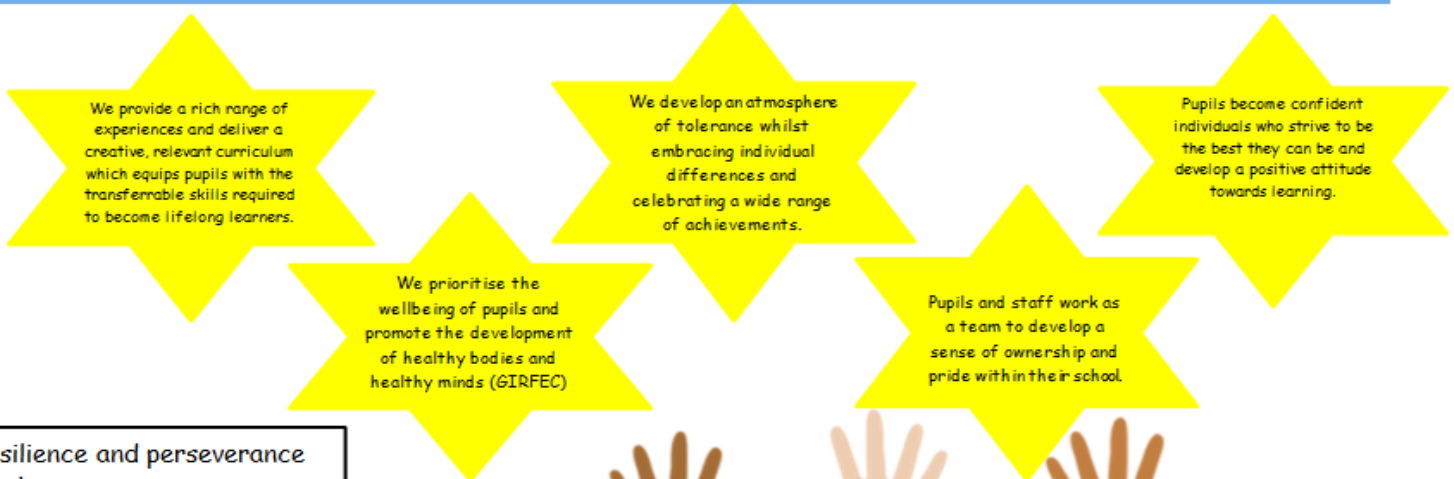 We provide a rich range of
experiences and deliver a
creative, relevant curriculum
which equips pupils with the
transferrable skills required
to become lifelong learners.
We prioritise the
wellbeing of pupils and
promote the development
of healthy bodies and
healthy minds (GIRFEC)
We develop an atmosphere
of tolerance whilst
embracing individual
differences and
celebrating a wide range
of achievements.
Pupils and staff work as
a team to develop a
sense of ownership and
pride within their school.
Pupils become confident
individuals who strive to be
the best they can be and
develop a positive attitude
towards learning.
silience and perseverance